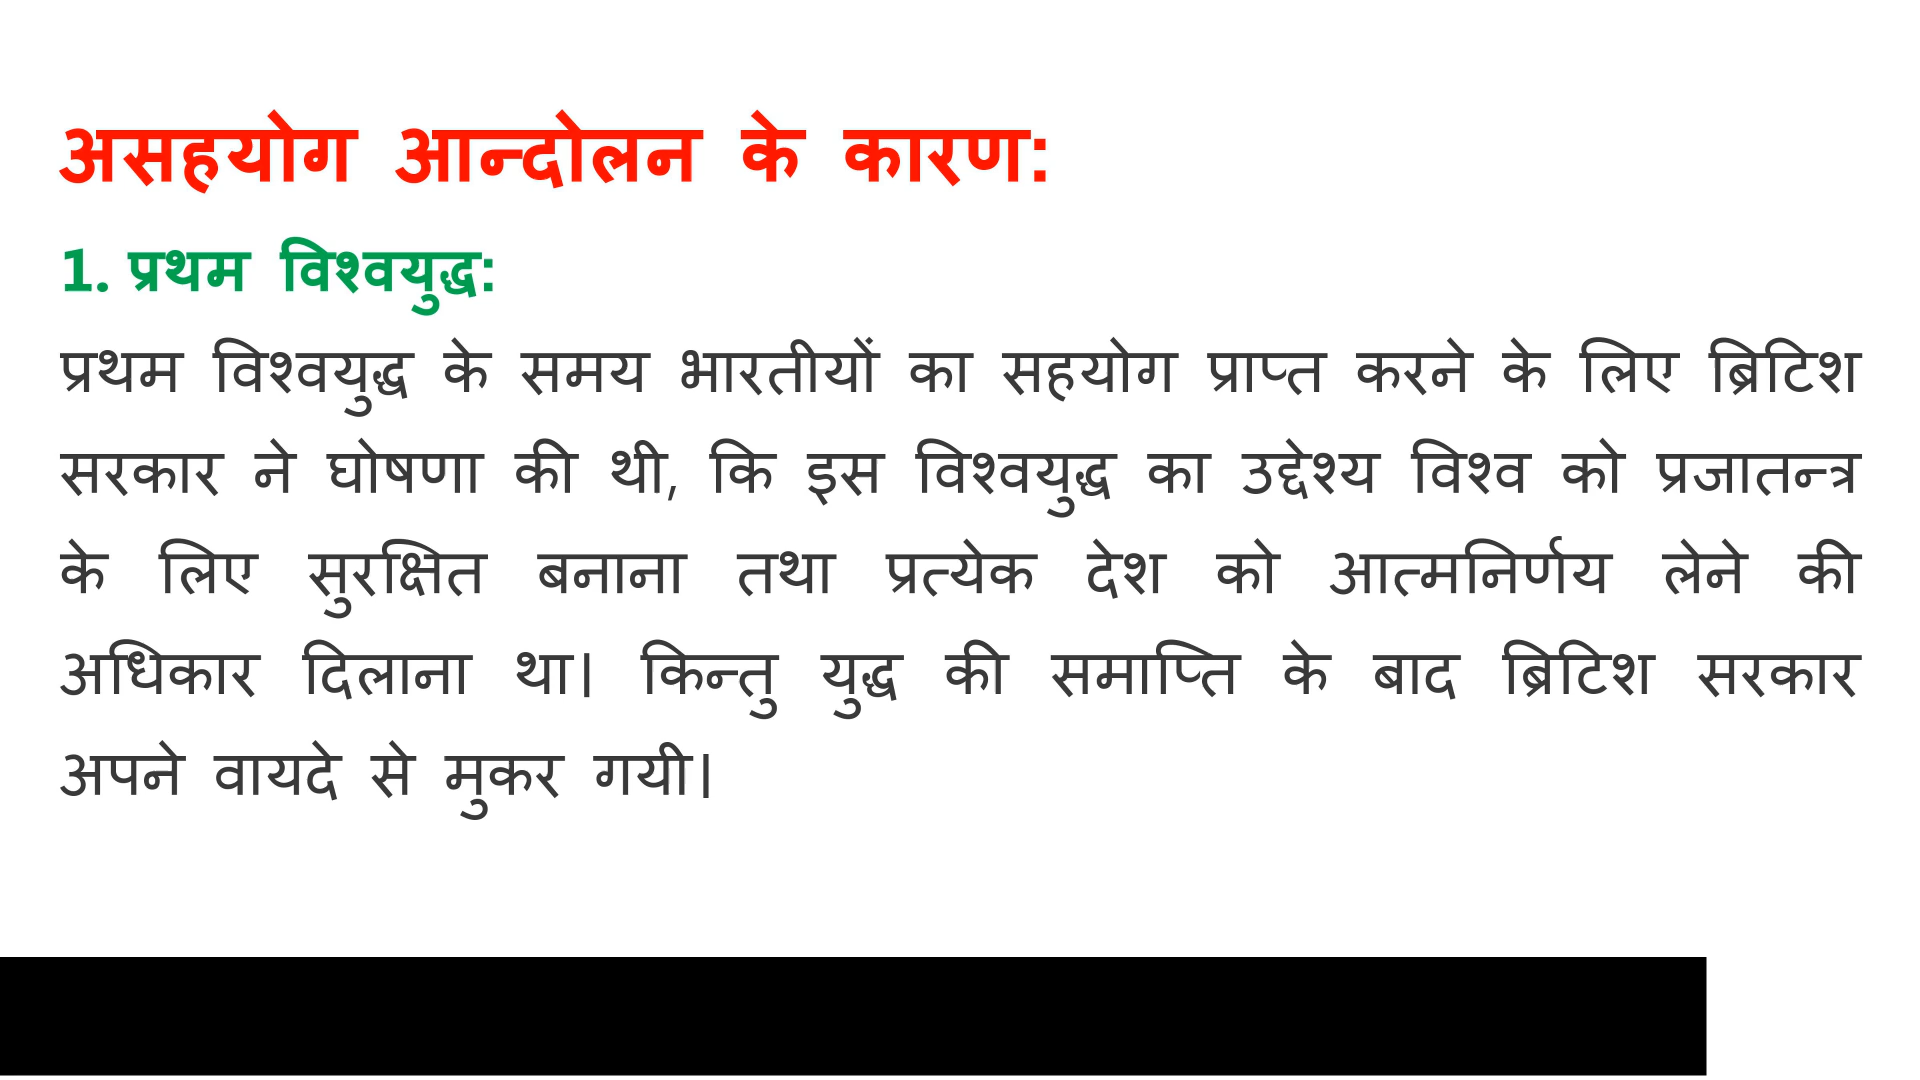 असहयोग आन्दोलन के कारण:
1. प्रथम विश्वयुद्ध:
प्रथम विश्वयुद्ध के समय भारतीयों का सहयोग प्राप्त करने के लिए ब्रिटिश
सरकार ने घोषणा की थी, कि इस विश्वयुद्ध का उद्देश्य विश्व को प्रजातन्त्र
के लिए सुरक्षित बनाना तथा प्रत्येक देश को आत्मनिर्णय लेने की
अधिकार दिलाना था। किन्तु युद्ध की समाप्ति के बाद ब्रिटिश सरकार
अपने वायदे से मुकर गयी।